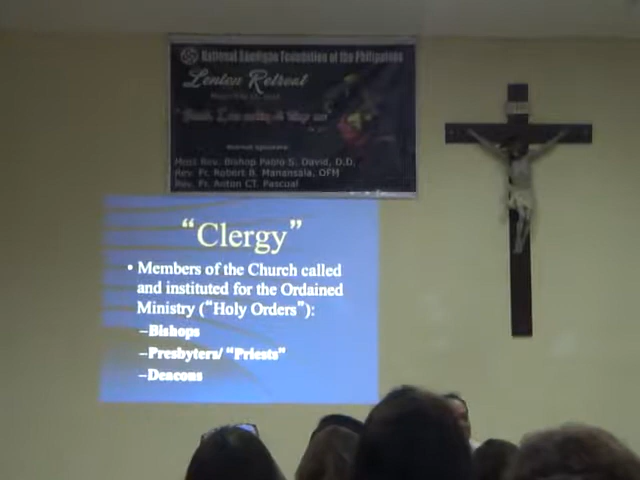 National Sandigan Foundation of the Philippines
Lenten Retreat
Most Rev. Bishop Pablo S. David, D.D.
Rev. Fr. Robert B. Manansala, OFM
Rev. Fr. Anton CT. Pascual
“Clergy”
• Members of the Church called
and instituted for the Ordained
Ministry (“Holy Orders”):
–Bishops
–Presbyters/ “Priests”
–Deacons